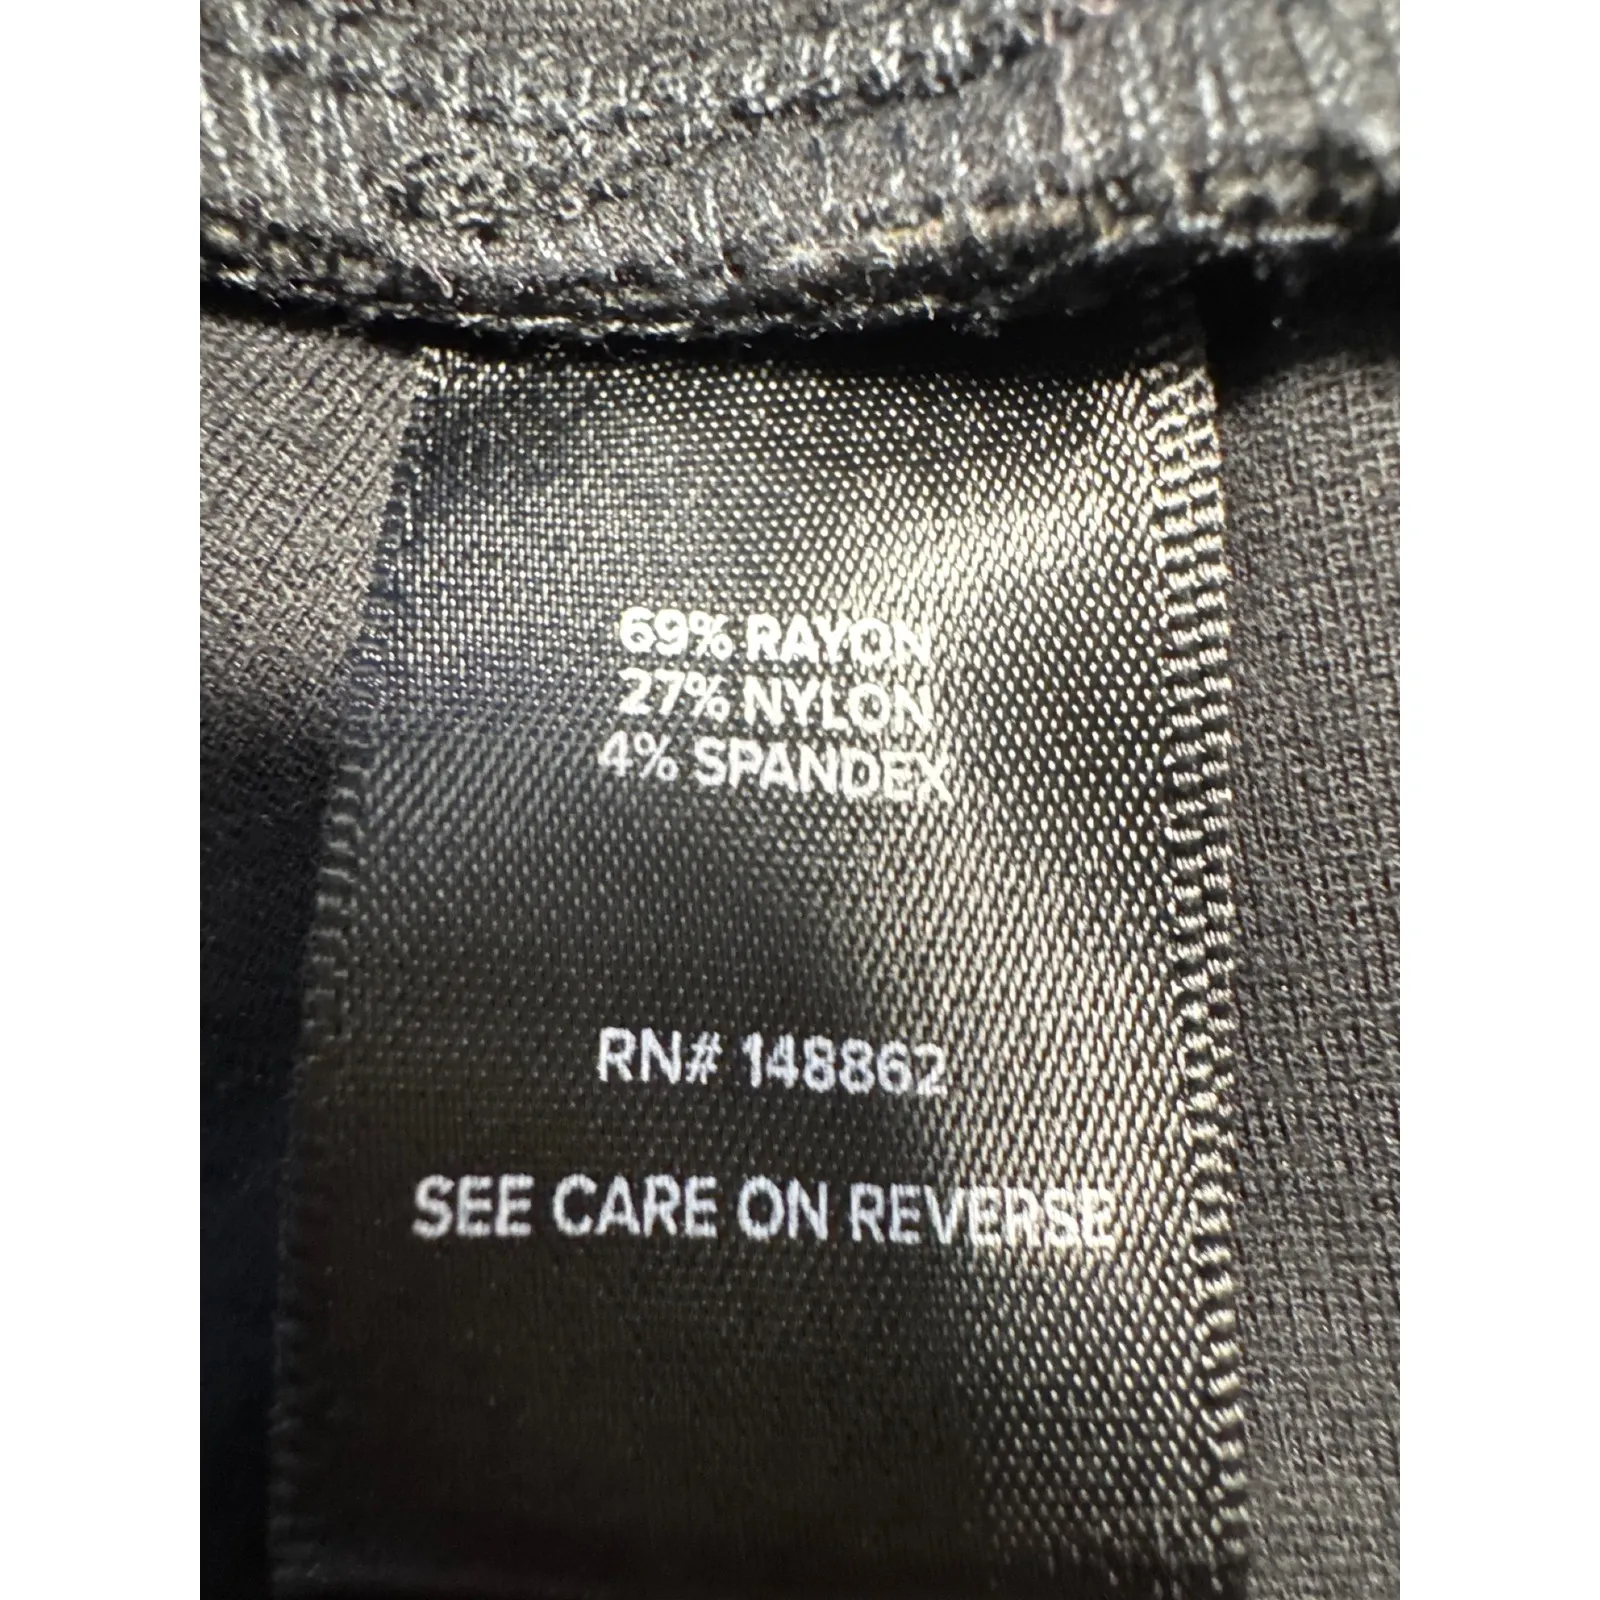 69% RAYON
27% NYLON
4% SPANDEX
RN# 148862
SEE CARE ON REVERSE